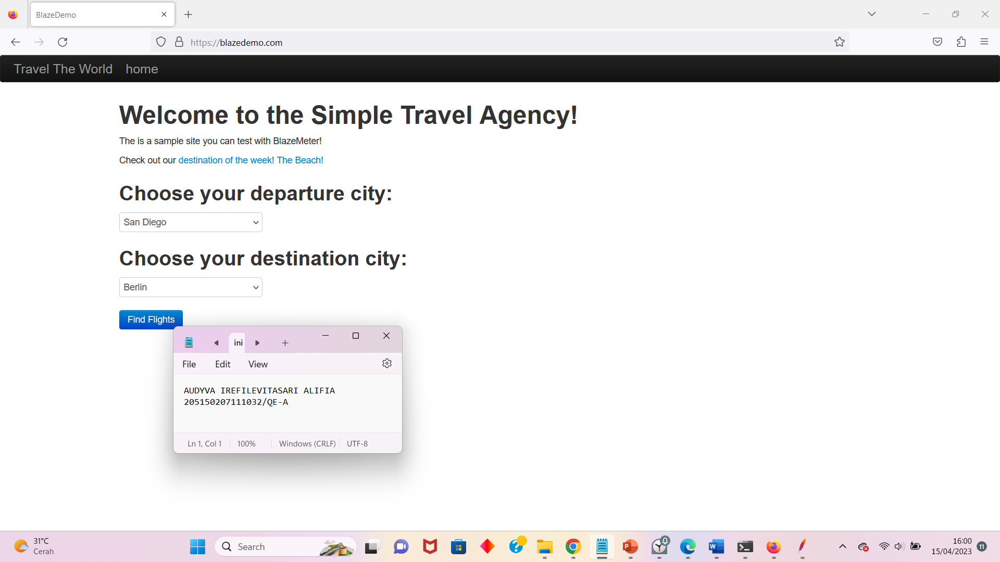 BlazeDemo
https://blazedemo.com
Travel The World home
Welcome to the Simple Travel Agency!
The is a sample site you can test with BlazeMeter!
Check out our destination of the week! The Beach!
Choose your departure city:
San Diego
Choose your destination city:
Berlin
Find Flights
ini
File Edit View
AUDYVA IREFILEVITASARI ALIFIA
205150207111032/QE-A
Ln 1, Col 1 100% Windows (CRLF) UTF-8
31°C
Cerah
Search
16:00
15/04/2023
11